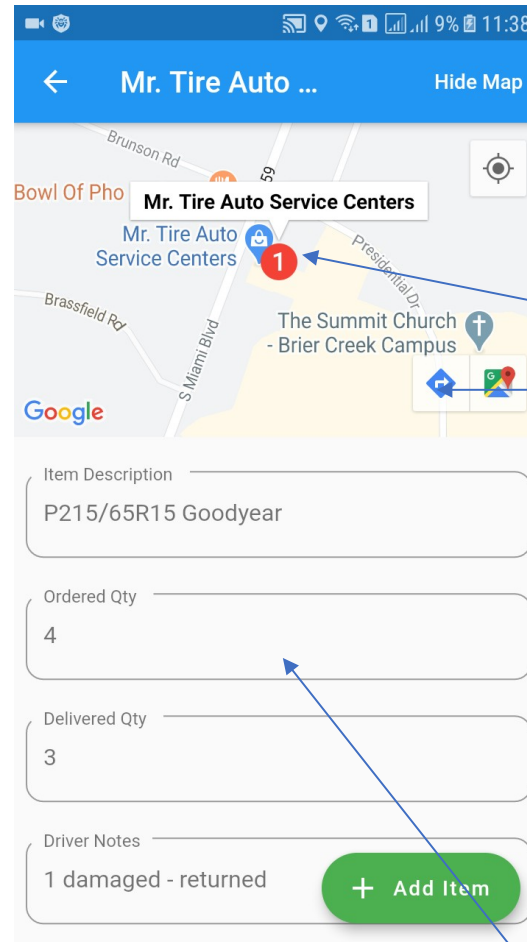 1 9% 11:38
Mr. Tire Auto ... Hide Map
Brunson Rd
59
Bowl Of Pho
Mr. Tire Auto Service Centers
Mr. Tire Auto
Service Centers
1
Presidential Dr
Brassfield Rd
S Miami Blvd
The Summit Church
- Brier Creek Campus
G
Google
Item Description
P215/65R15 Goodyear
Ordered Qty
4
Delivered Qty
3
Driver Notes
1 damaged - returned
+ Add Item